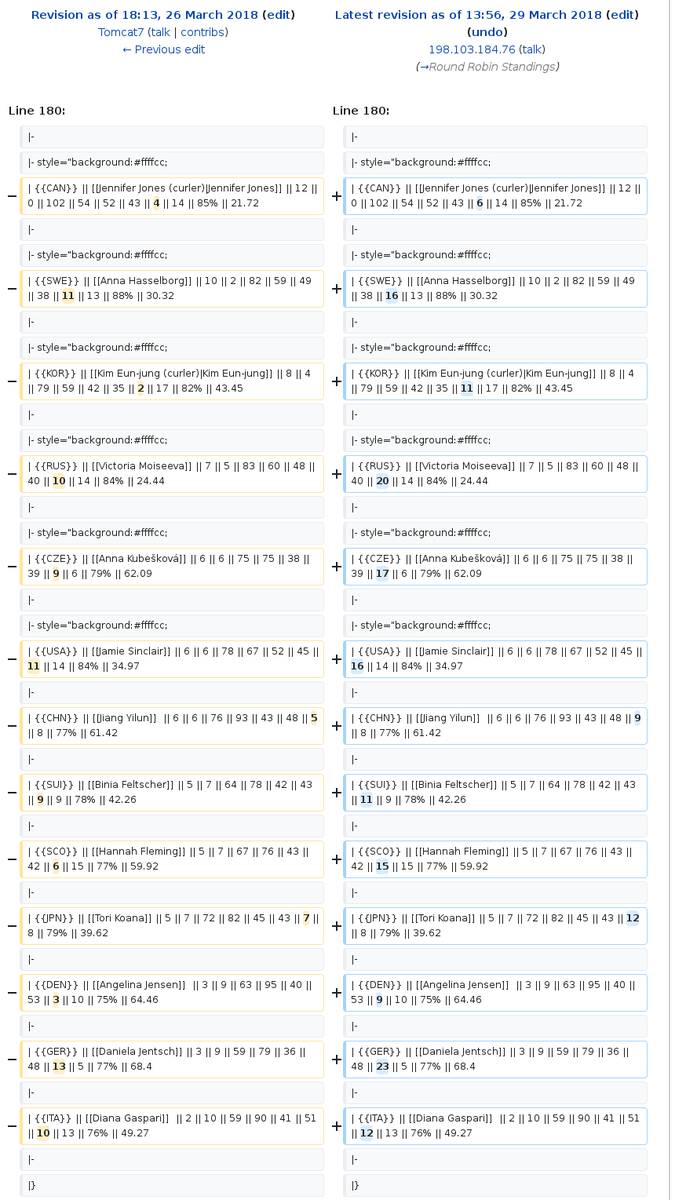 Revision as of 18:13, 26 March 2018 (edit)
Tomcat7 (talk | contribs)
← Previous edit
Latest revision as of 13:56, 29 March 2018 (edit)
(undo)
198.103.184.76 (talk)
(→Round Robin Standings)
Line 180:
Line 180:
|-
|-
|- style="background:#ffffcc;
|- style="background:#ffffcc;
− | {{CAN}} || [[Jennifer Jones (curler)|Jennifer Jones]] || 12 ||
0 || 102 || 54 || 52 || 43 || 4 || 14 || 85% || 21.72
+ | {{CAN}} || [[Jennifer Jones (curler)|Jennifer Jones]] || 12 ||
0 || 102 || 54 || 52 || 43 || 6 || 14 || 85% || 21.72
|-
|-
|- style="background:#ffffcc;
|- style="background:#ffffcc;
− | {{SWE}} || [[Anna Hasselborg]] || 10 || 2 || 82 || 59 || 49
|| 38 || 11 || 13 || 88% || 30.32
+ | {{SWE}} || [[Anna Hasselborg]] || 10 || 2 || 82 || 59 || 49
|| 38 || 16 || 13 || 88% || 30.32
|-
|-
|- style="background:#ffffcc;
|- style="background:#ffffcc;
− | {{KOR}} || [[Kim Eun-jung (curler)|Kim Eun-jung]] || 8 || 4
|| 79 || 59 || 42 || 35 || 2 || 17 || 82% || 43.45
+ | {{KOR}} || [[Kim Eun-jung (curler)|Kim Eun-jung]] || 8 || 4
|| 79 || 59 || 42 || 35 || 11 || 17 || 82% || 43.45
|-
|-
|- style="background:#ffffcc;
|- style="background:#ffffcc;
− | {{RUS}} || [[Victoria Moiseeva]] || 7 || 5 || 83 || 60 || 48 ||
40 || 10 || 14 || 84% || 24.44
+ | {{RUS}} || [[Victoria Moiseeva]] || 7 || 5 || 83 || 60 || 48 ||
40 || 20 || 14 || 84% || 24.44
|-
|-
|- style="background:#ffffcc;
|- style="background:#ffffcc;
− | {{CZE}} || [[Anna Kubešková]] || 6 || 6 || 75 || 75 || 38 ||
39 || 9 || 6 || 79% || 62.09
+ | {{CZE}} || [[Anna Kubešková]] || 6 || 6 || 75 || 75 || 38 ||
39 || 17 || 6 || 79% || 62.09
|-
|-
|- style="background:#ffffcc;
|- style="background:#ffffcc;
− | {{USA}} || [[Jamie Sinclair]] || 6 || 6 || 78 || 67 || 52 || 45 ||
11 || 14 || 84% || 34.97
+ | {{USA}} || [[Jamie Sinclair]] || 6 || 6 || 78 || 67 || 52 || 45 ||
16 || 14 || 84% || 34.97
|-
|-
− | {{CHN}} || [[Jiang Yilun]] || 6 || 6 || 76 || 93 || 43 || 48 || 5
|| 8 || 77% || 61.42
+ | {{CHN}} || [[Jiang Yilun]] || 6 || 6 || 76 || 93 || 43 || 48 || 9
|| 8 || 77% || 61.42
|-
|-
− | {{SUI}} || [[Binia Feltscher]] || 5 || 7 || 64 || 78 || 42 || 43
|| 9 || 9 || 78% || 42.26
+ | {{SUI}} || [[Binia Feltscher]] || 5 || 7 || 64 || 78 || 42 || 43
|| 11 || 9 || 78% || 42.26
|-
|-
− | {{SCO}} || [[Hannah Fleming]] || 5 || 7 || 67 || 76 || 43 ||
42 || 6 || 15 || 77% || 59.92
+ | {{SCO}} || [[Hannah Fleming]] || 5 || 7 || 67 || 76 || 43 ||
42 || 15 || 15 || 77% || 59.92
|-
|-
− | {{JPN}} || [[Tori Koana]] || 5 || 7 || 72 || 82 || 45 || 43 || 7 ||
8 || 79% || 39.62
+ | {{JPN}} || [[Tori Koana]] || 5 || 7 || 72 || 82 || 45 || 43 || 12
|| 8 || 79% || 39.62
|-
|-
− | {{DEN}} || [[Angelina Jensen]] || 3 || 9 || 63 || 95 || 40 ||
53 || 3 || 10 || 75% || 64.46
+ | {{DEN}} || [[Angelina Jensen]] || 3 || 9 || 63 || 95 || 40 ||
53 || 9 || 10 || 75% || 64.46
|-
|-
− | {{GER}} || [[Daniela Jentsch]] || 3 || 9 || 59 || 79 || 36 ||
48 || 13 || 5 || 77% || 68.4
+ | {{GER}} || [[Daniela Jentsch]] || 3 || 9 || 59 || 79 || 36 ||
48 || 23 || 5 || 77% || 68.4
|-
|-
− | {{ITA}} || [[Diana Gaspari]] || 2 || 10 || 59 || 90 || 41 || 51
|| 10 || 13 || 76% || 49.27
+ | {{ITA}} || [[Diana Gaspari]] || 2 || 10 || 59 || 90 || 41 || 51
|| 12 || 13 || 76% || 49.27
|-
|-
|}
|}